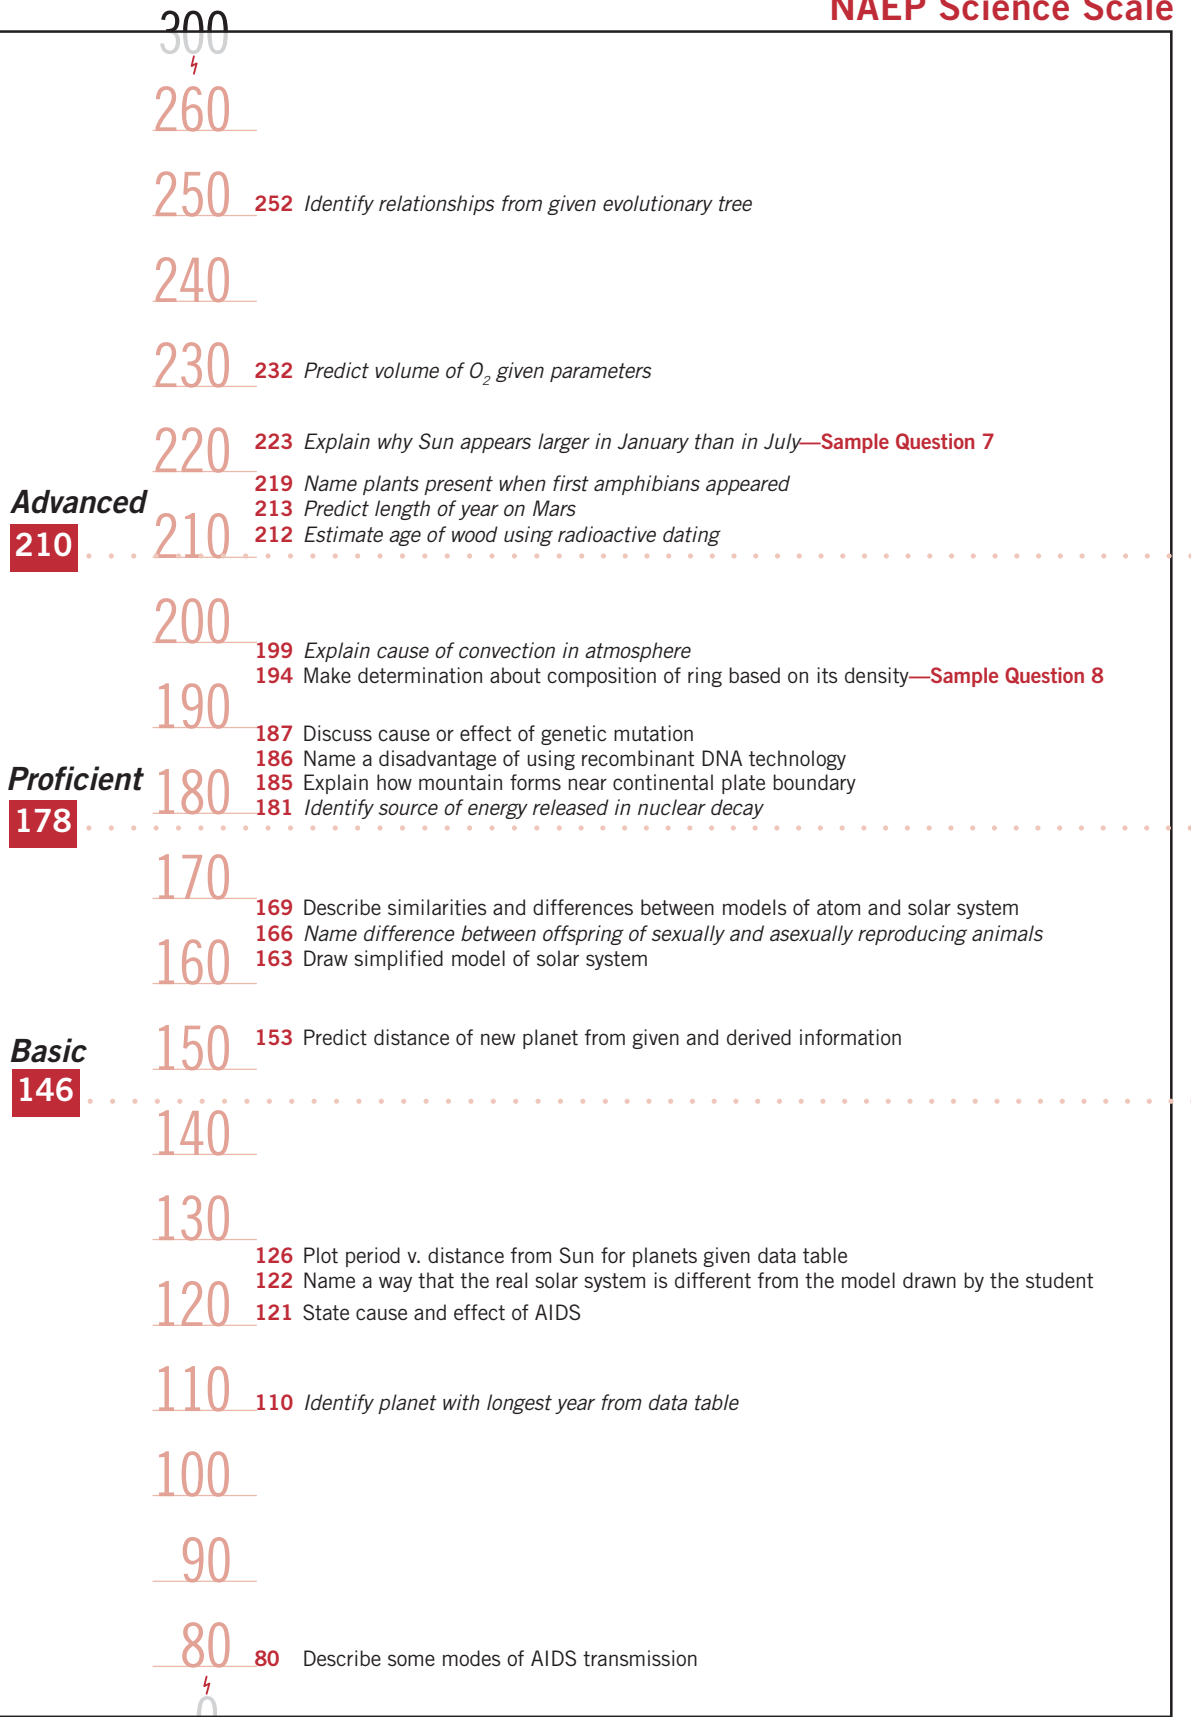 NAEP Science Scale
300
260
250
252 Identify relationships from given evolutionary tree
240
230
232 Predict volume of O2 given parameters
220
223 Explain why Sun appears larger in January than in July—Sample Question 7
219 Name plants present when first amphibians appeared
Advanced
213 Predict length of year on Mars
210
210
212 Estimate age of wood using radioactive dating
200
199 Explain cause of convection in atmosphere
194 Make determination about composition of ring based on its density—Sample Question 8
190
187 Discuss cause or effect of genetic mutation
186 Name a disadvantage of using recombinant DNA technology
Proficient
180
185 Explain how mountain forms near continental plate boundary
181 Identify source of energy released in nuclear decay
178
170
169 Describe similarities and differences between models of atom and solar system
166 Name difference between offspring of sexually and asexually reproducing animals
160
163 Draw simplified model of solar system
150
153 Predict distance of new planet from given and derived information
Basic
146
140
130
126 Plot period v. distance from Sun for planets given data table
122 Name a way that the real solar system is different from the model drawn by the student
120
121 State cause and effect of AIDS
110
110 Identify planet with longest year from data table
100
90
80
80 Describe some modes of AIDS transmission
0